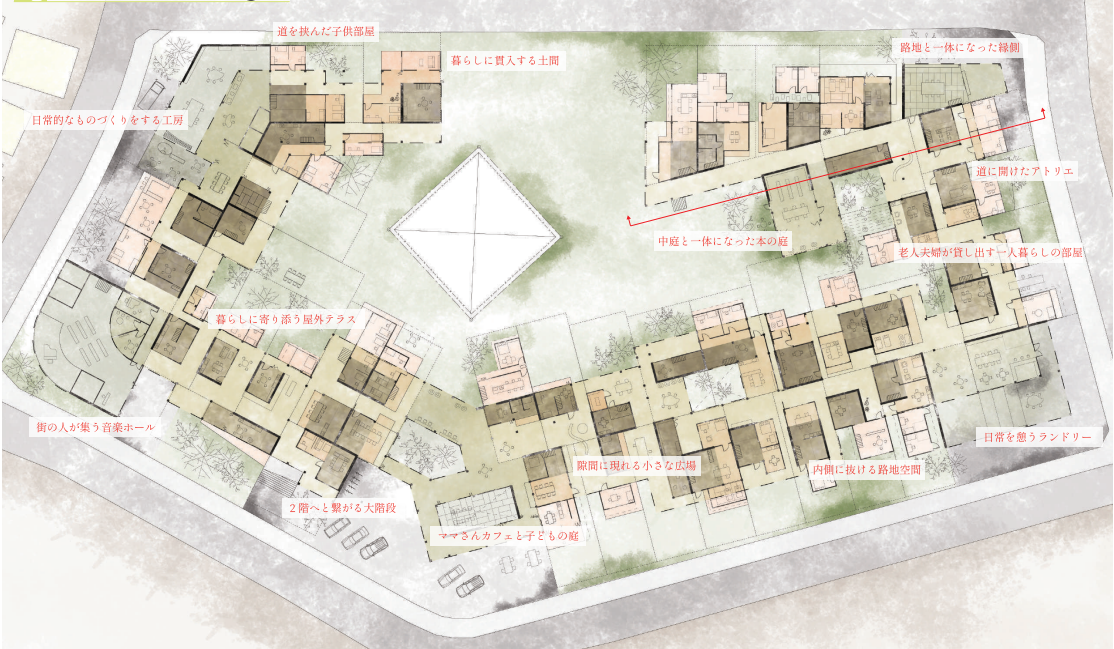 道を挟んだ子供部屋
路地と一体になった縁側
暮らしに貫入する土間
日常的なものづくりをする工房
道に開けたアトリエ
中庭と一体になった本の庭
老人夫婦が貸し出す一人暮らしの部屋
暮らしに寄り添う屋外テラス
街の人が集う音楽ホール
日常を憩うランドリー
隙間に現れる小さな広場
内側に抜ける路地空間
２階へと繋がる大階段
ママさんカフェと子どもの庭